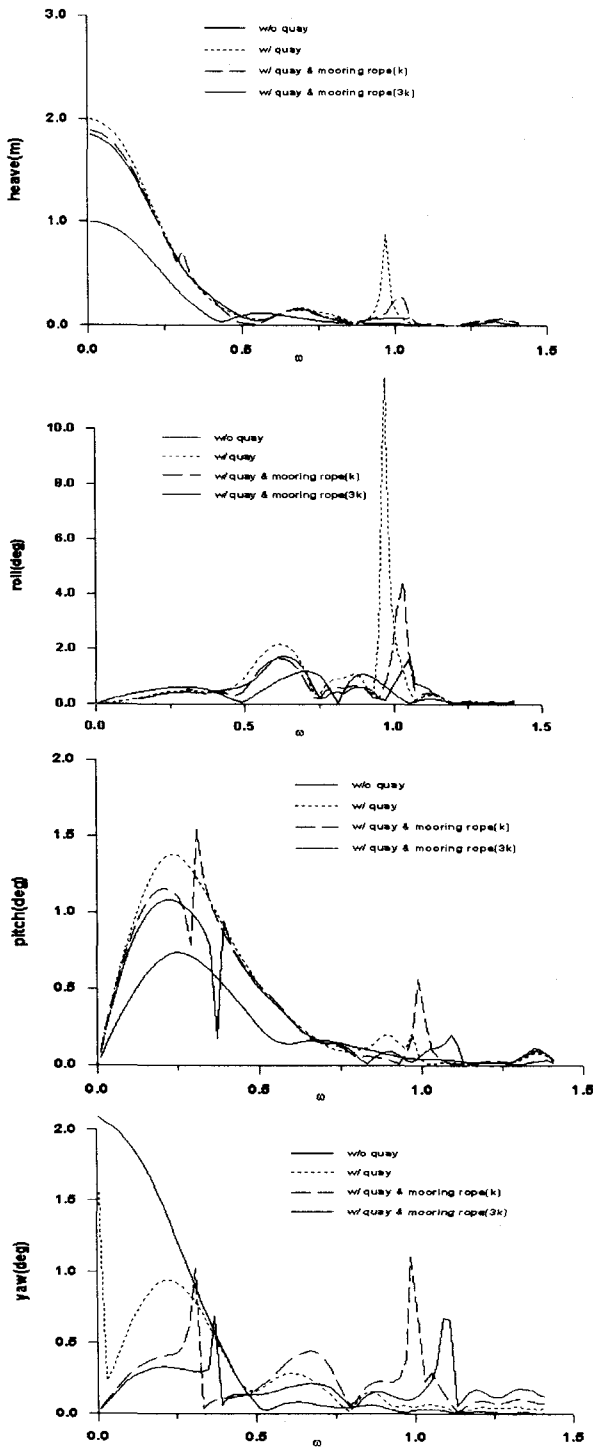 3.0
w/o quay
w/ quay
w/ quay & mooring rope(k)
w/ quay & mooring rope(3k)
2.0
heave(m)
1.0
0.0
0.0 0.5 1.0 1.5
ω
10.0
w/o quay
w/ quay
w/ quay & mooring rope(k)
w/ quay & mooring rope(3k)
8.0
6.0
roll(deg)
4.0
2.0
0.0
0.0 0.5 1.0 1.5
ω
2.0
w/o quay
w/ quay
w/ quay & mooring rope(k)
w/ quay & mooring rope(3k)
1.5
pitch(deg)
1.0
0.5
0.0
0.0 0.5 1.0 1.5
ω
2.0
w/o quay
w/ quay
w/ quay & mooring rope(k)
w/ quay & mooring rope(3k)
1.5
yaw(deg)
1.0
0.5
0.0
0.0 0.5 1.0 1.5
ω